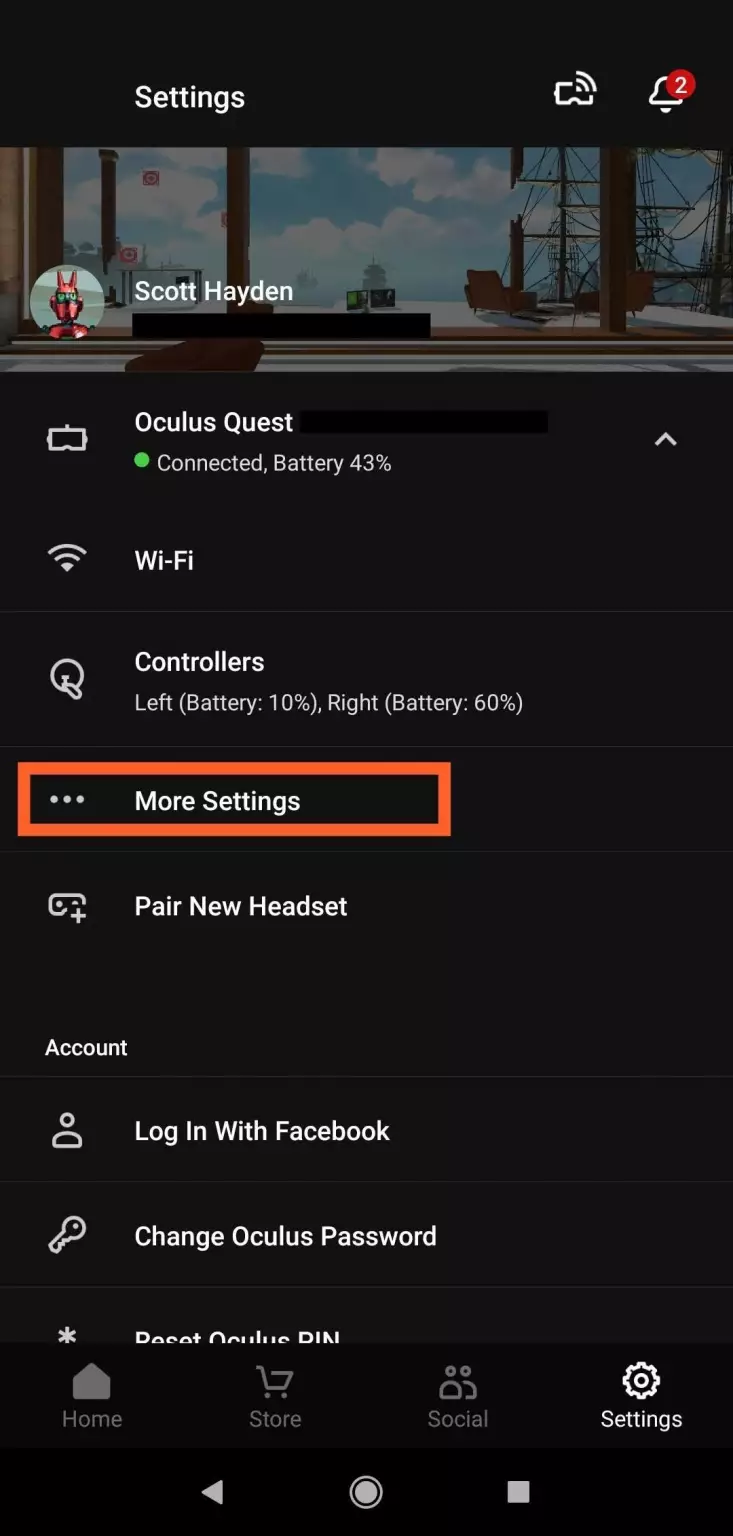 Settings
2
Scott Hayden
Oculus Quest
Connected, Battery 43%
Wi-Fi
Controllers
Left (Battery: 10%), Right (Battery: 60%)
More Settings
Pair New Headset
Account
Log In With Facebook
Change Oculus Password
Reset Oculus PIN
Home
Store
Social
Settings